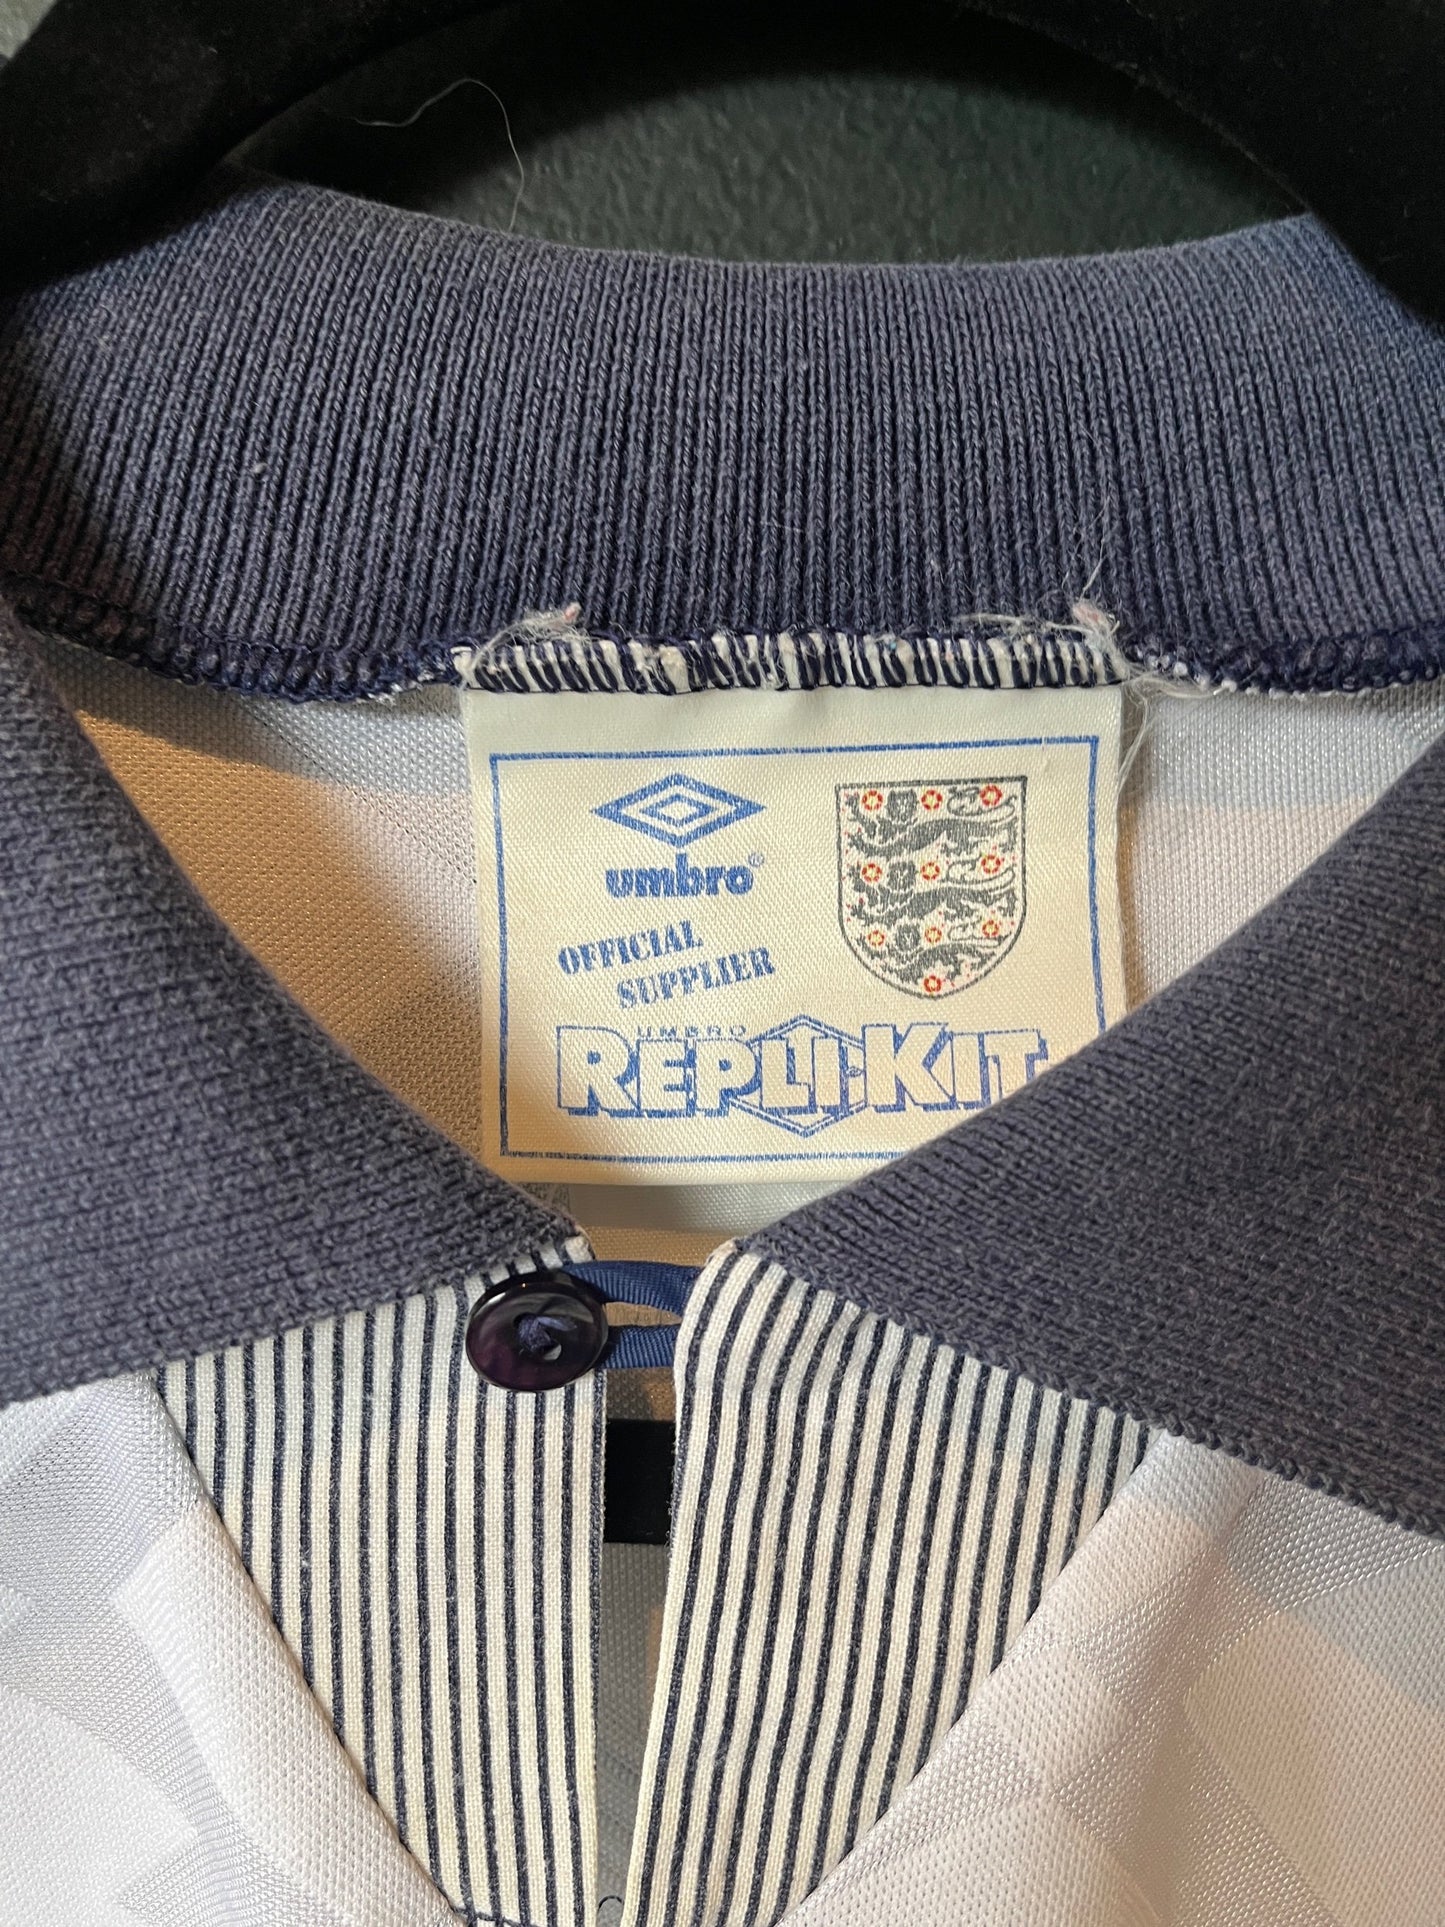 umbro®
OFFICIAL
SUPPLIER
UMBRO
REPLI-KIT